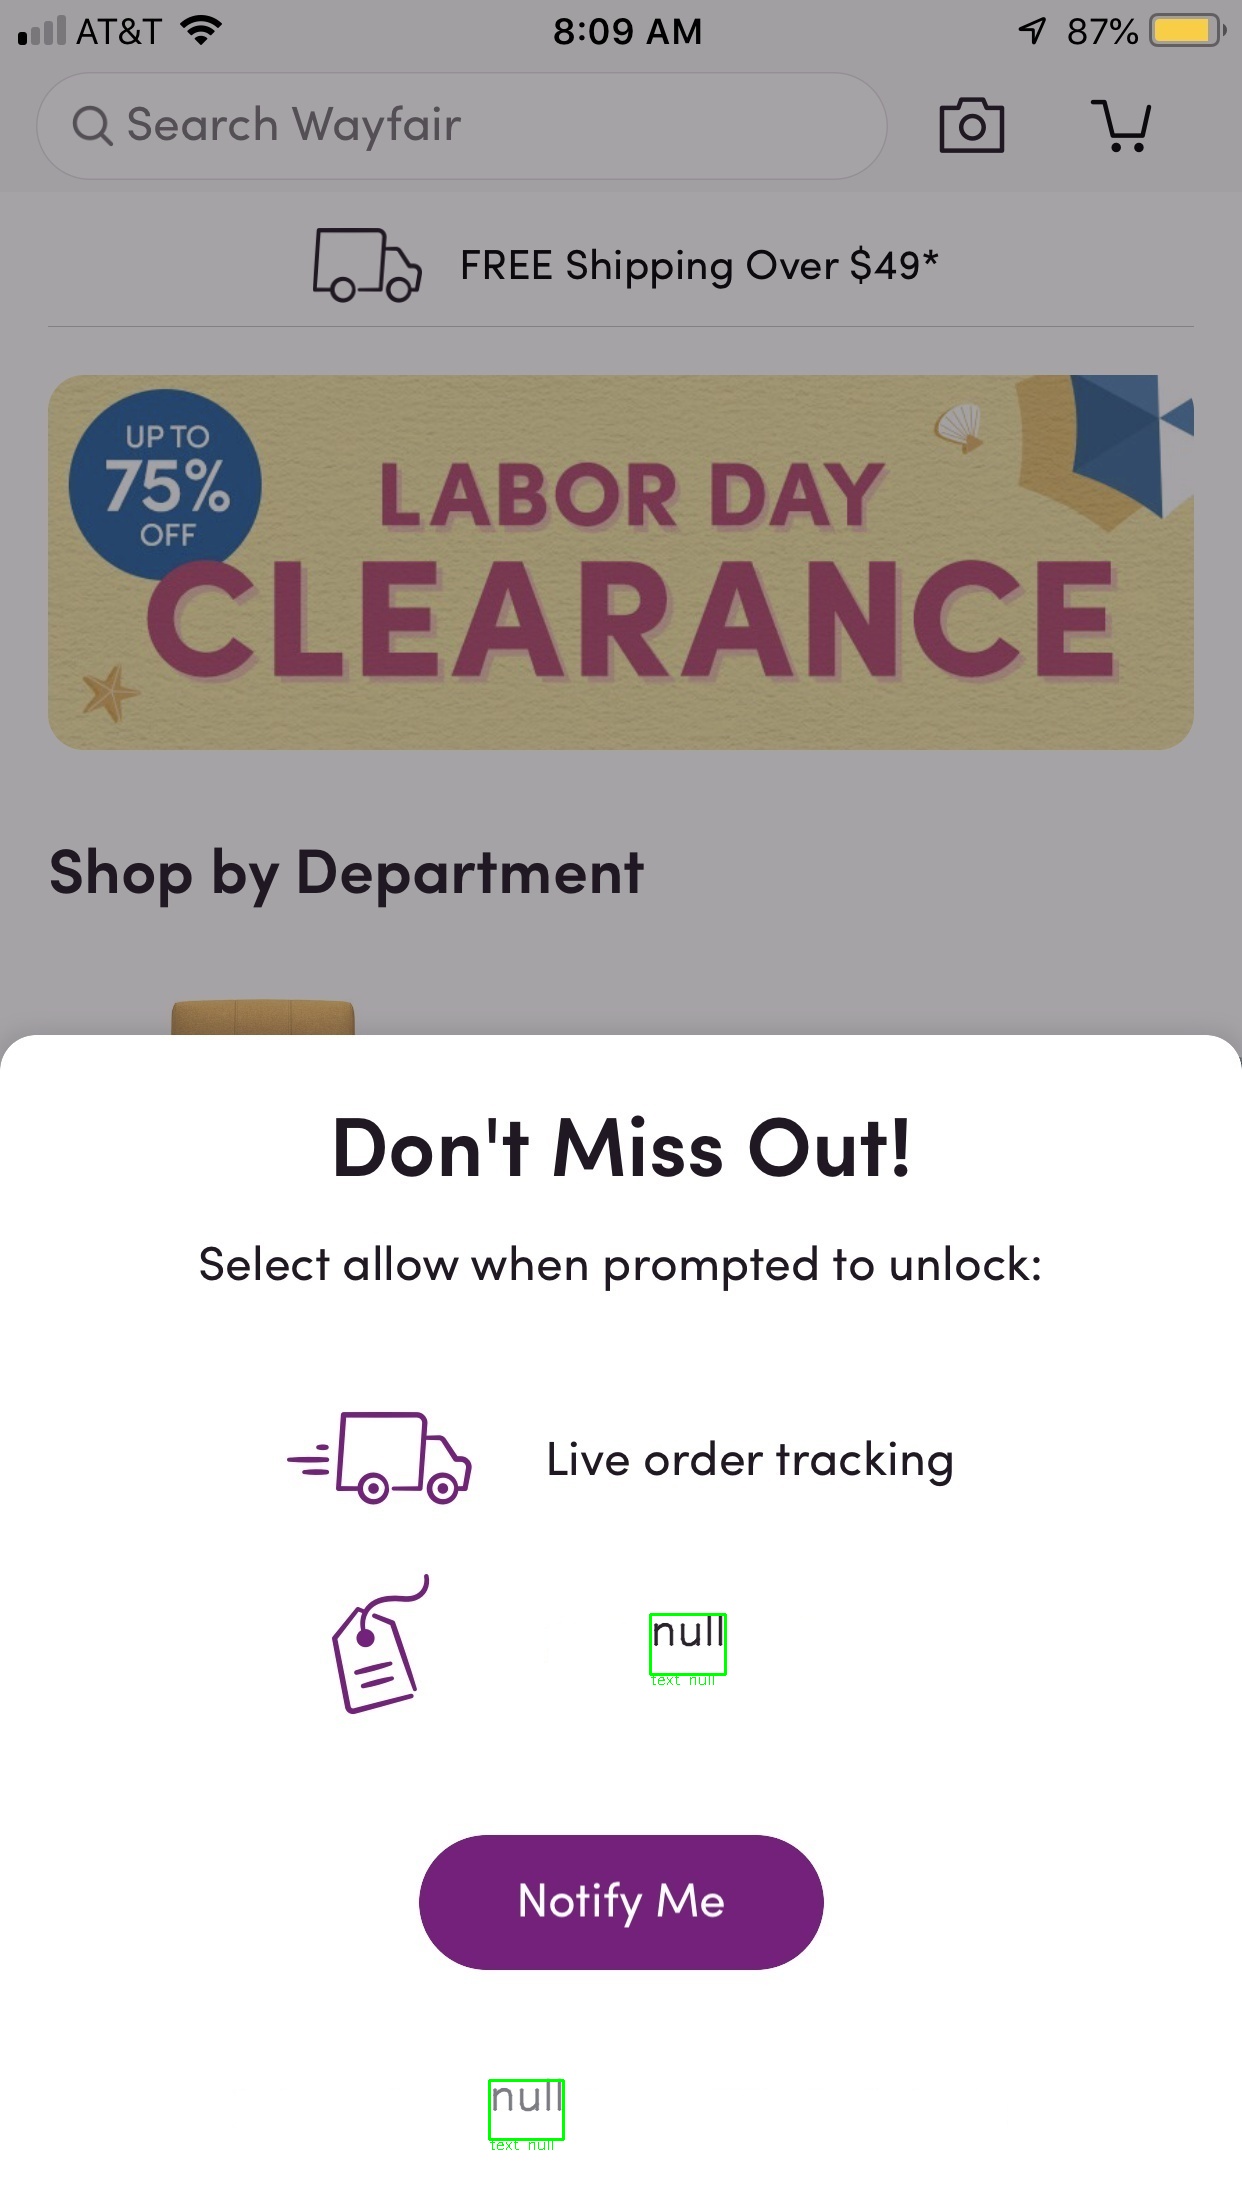 AT&T 8:09 AM 87%
Search Wayfair
FREE Shipping Over $49*
UP TO
75%
OFF
LABOR DAY
CLEARANCE
Shop by Department
Don't Miss Out!
Select allow when prompted to unlock:
Live order tracking
null
text null
Notify Me
null
text null